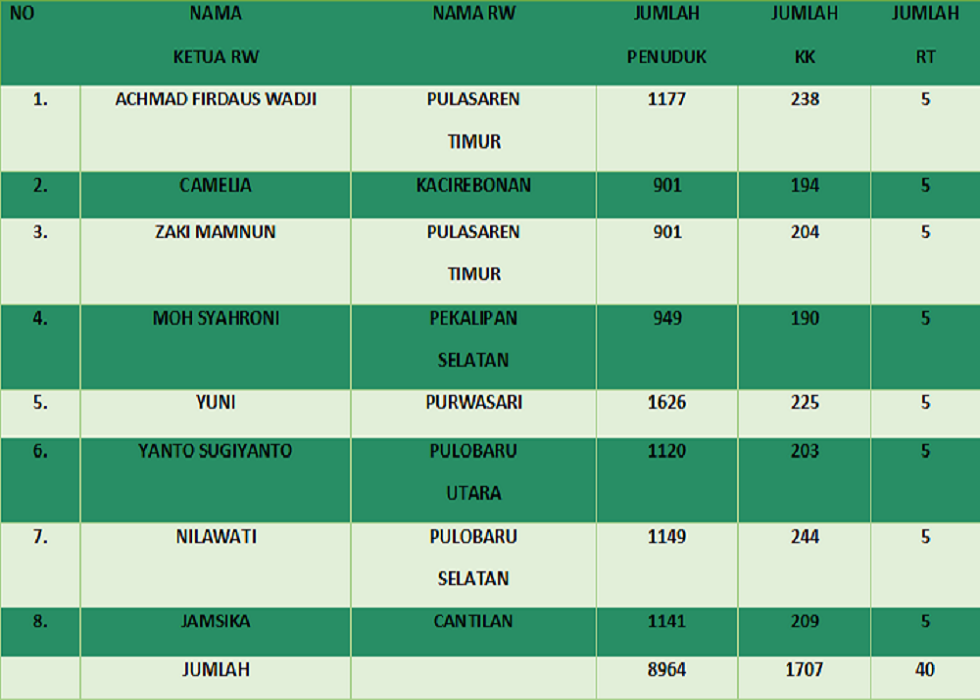 NO NAMA NAMA RW JUMLAH JUMLAH JUMLAH
KETUA RW PENUDUK KK RT
1. ACHMAD FIRDAUS WADJI PULASAREN 1177 238 5
TIMUR
2. CAMELIA KACIREBONAN 901 194 5
3. ZAKI MAMNUN PULASAREN 901 204 5
TIMUR
4. MOH SYAHRONI PEKALIPAN 949 190 5
SELATAN
5. YUNI PURWASARI 1626 225 5
6. YANTO SUGIYANTO PULOBARU 1120 203 5
UTARA
7. NILAWATI PULOBARU 1149 244 5
SELATAN
8. JAMSIKA CANTILAN 1141 209 5
JUMLAH 8964 1707 40